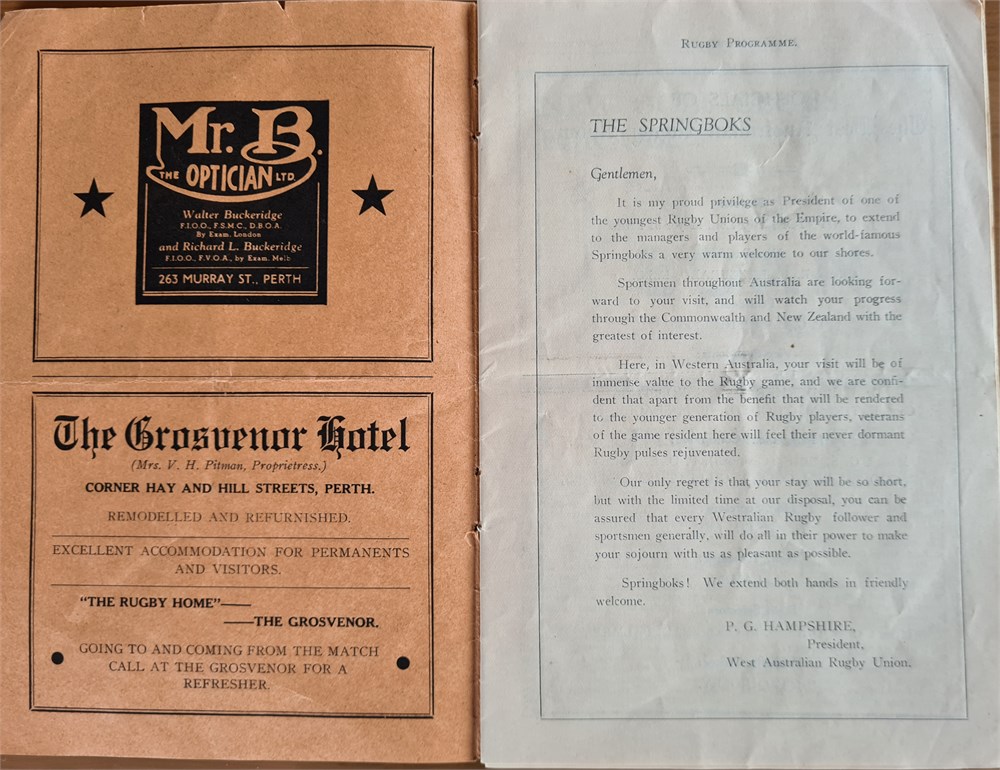 Mr. B.
THE OPTICIAN LTD.
Walter Buckeridge
F.I.O.O., F.S.M.C., D.B.O.A.
By Exam. London
and Richard L. Buckeridge
F.I.O.O., F.V.O.A., by Exam. Melb
263 MURRAY ST., PERTH
The Grosvenor Hotel
(Mrs. V. H. Pitman, Proprietress.)
CORNER HAY AND HILL STREETS, PERTH.
REMODELLED AND REFURNISHED.
EXCELLENT ACCOMMODATION FOR PERMANENTS
AND VISITORS.
"THE RUGBY HOME"——
——THE GROSVENOR.
GOING TO AND COMING FROM THE MATCH
CALL AT THE GROSVENOR FOR A
REFRESHER.
RUGBY PROGRAMME.
THE SPRINGBOKS
Gentlemen,
It is my proud privilege as President of one of
the youngest Rugby Unions of the Empire, to extend
to the managers and players of the world-famous
Springboks a very warm welcome to our shores.
Sportsmen throughout Australia are looking for-
ward to your visit, and will watch your progress
through the Commonwealth and New Zealand with the
greatest of interest.
Here, in Western Australia, your visit will be of
immense value to the Rugby game, and we are confi-
dent that apart from the benefit that will be rendered
to the younger generation of Rugby players, veterans
of the game resident here will feel their never dormant
Rugby pulses rejuvenated.
Our only regret is that your stay will be so short,
but with the limited time at our disposal, you can be
assured that every Westralian Rugby follower and
sportsmen generally, will do all in their power to make
your sojourn with us as pleasant as possible.
Springboks! We extend both hands in friendly
welcome.
P. G. HAMPSHIRE,
President,
West Australian Rugby Union.